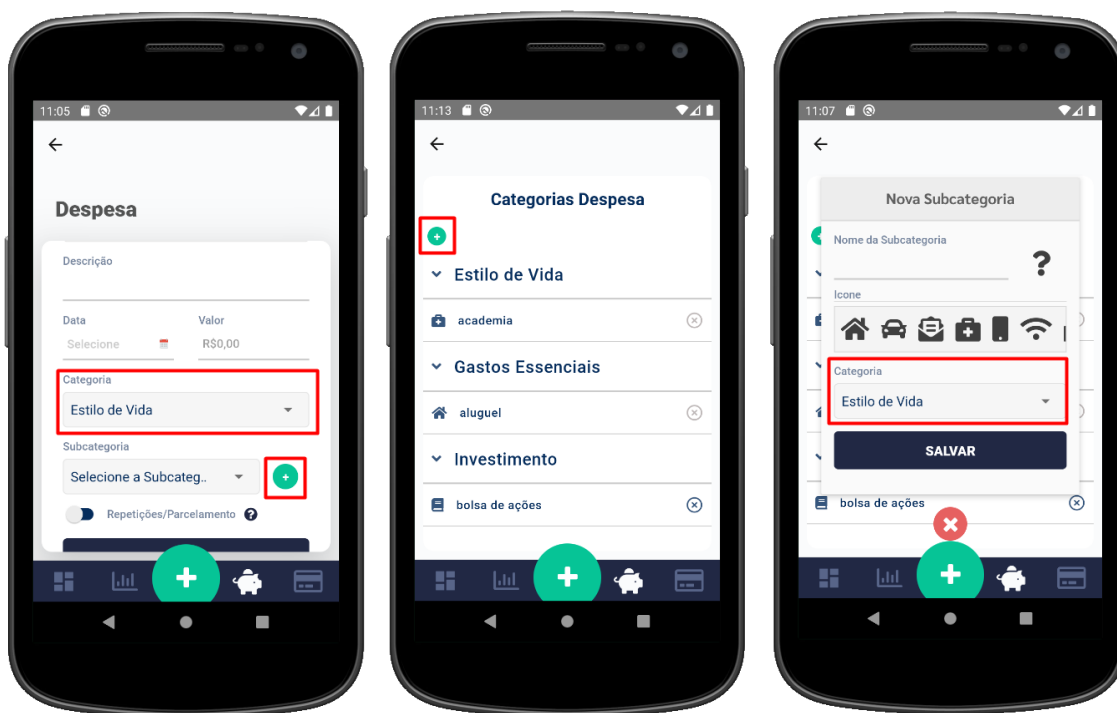 11:05
Despesa
Descrição
Data Valor
Selecione R$0,00
Categoria
Estilo de Vida
Subcategoria
Selecione a Subcateg..
Repetições/Parcelamento ?
11:13
Categorias Despesa
Estilo de Vida
academia
Gastos Essenciais
aluguel
Investimento
bolsa de ações
11:07
Nova Subcategoria
Nome da Subcategoria
?
Icone
Categoria
Estilo de Vida
SALVAR
bolsa de ações